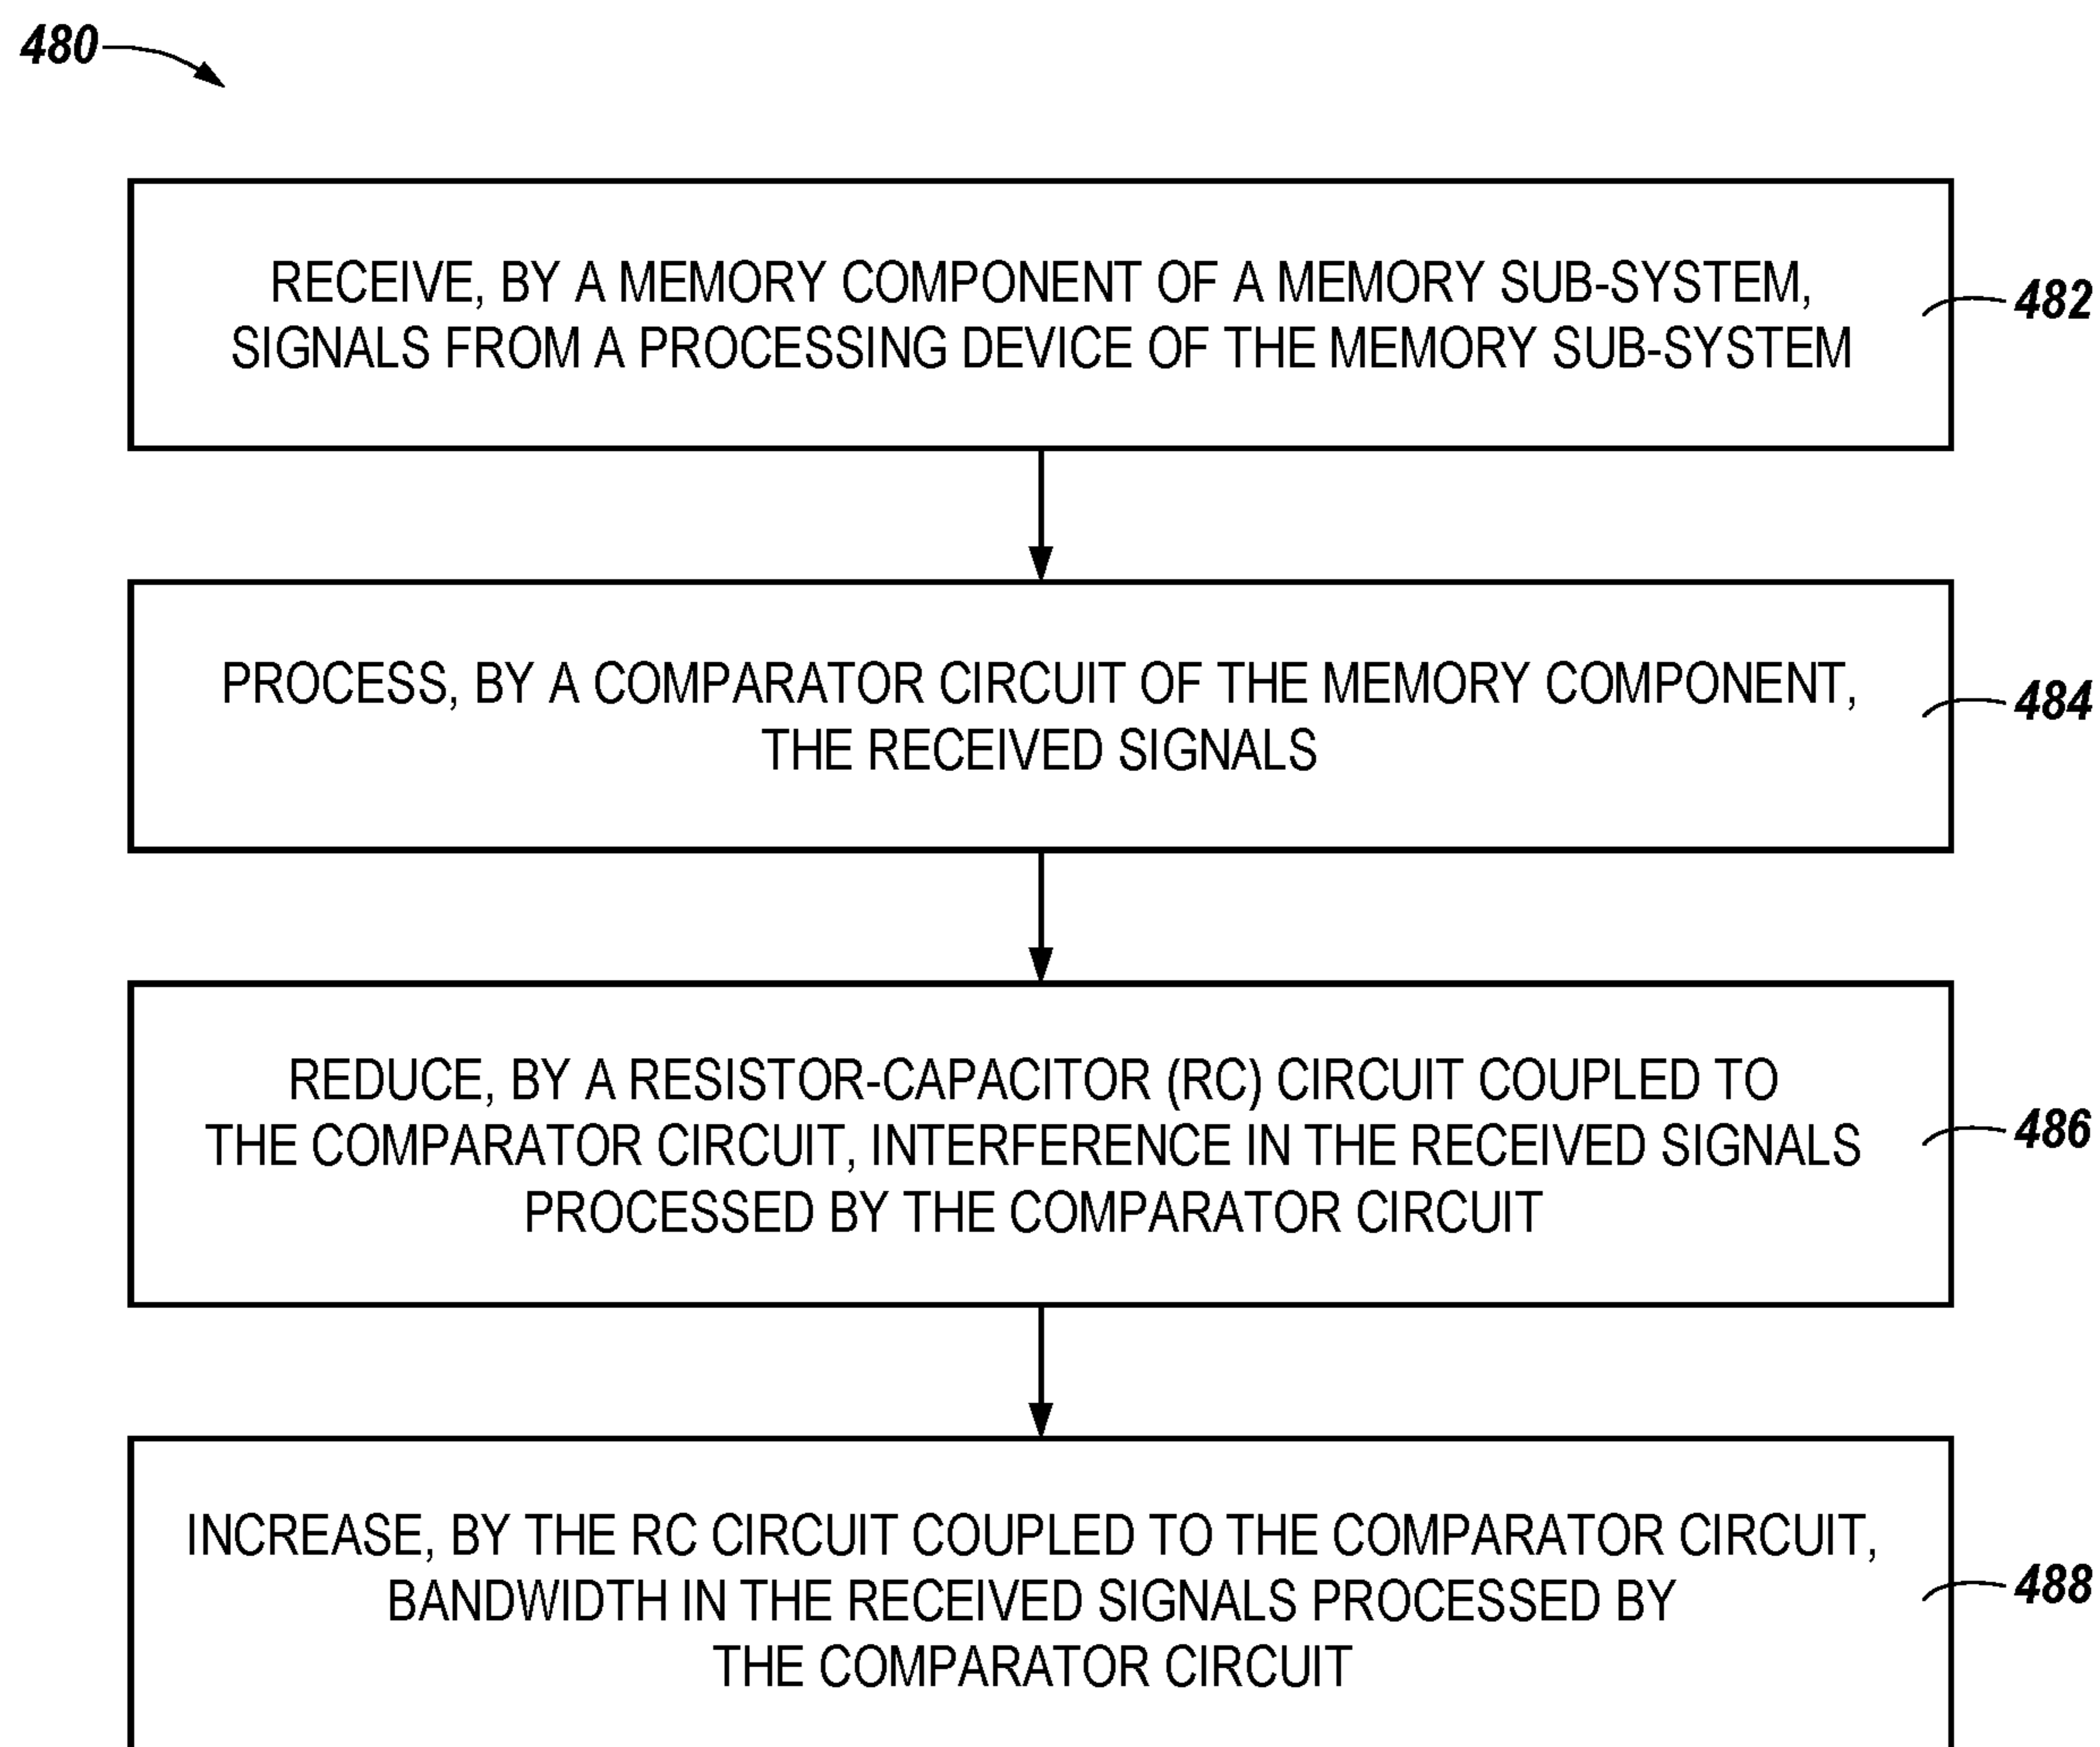 480
RECEIVE, BY A MEMORY COMPONENT OF A MEMORY SUB-SYSTEM,
SIGNALS FROM A PROCESSING DEVICE OF THE MEMORY SUB-SYSTEM
482
PROCESS, BY A COMPARATOR CIRCUIT OF THE MEMORY COMPONENT,
THE RECEIVED SIGNALS
484
REDUCE, BY A RESISTOR-CAPACITOR (RC) CIRCUIT COUPLED TO
THE COMPARATOR CIRCUIT, INTERFERENCE IN THE RECEIVED SIGNALS
PROCESSED BY THE COMPARATOR CIRCUIT
486
INCREASE, BY THE RC CIRCUIT COUPLED TO THE COMPARATOR CIRCUIT,
BANDWIDTH IN THE RECEIVED SIGNALS PROCESSED BY
THE COMPARATOR CIRCUIT
488